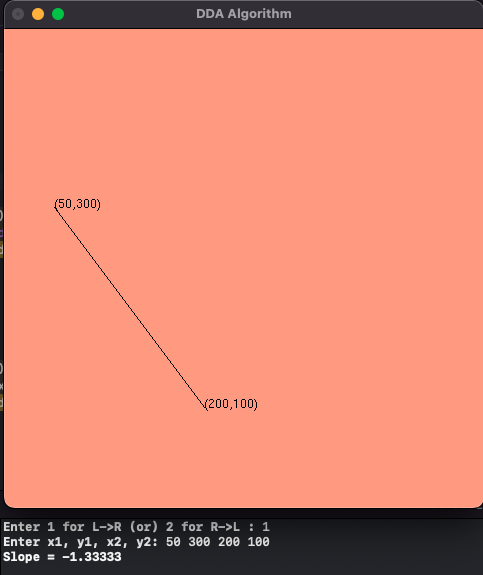 DDA Algorithm
(50,300)
(200,100)
Enter 1 for L->R (or) 2 for R->L : 1
Enter x1, y1, x2, y2: 50 300 200 100
Slope = -1.33333